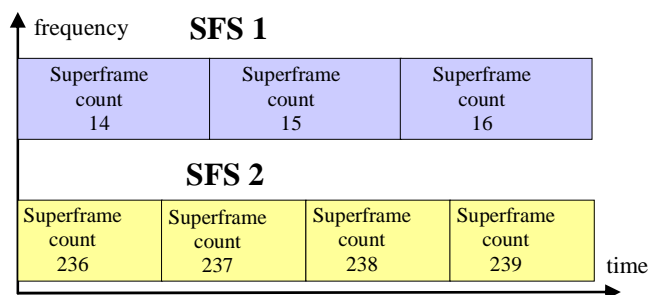 frequency
SFS 1
Superframe count 14
Superframe count 15
Superframe count 16
SFS 2
Superframe count 236
Superframe count 237
Superframe count 238
Superframe count 239
time